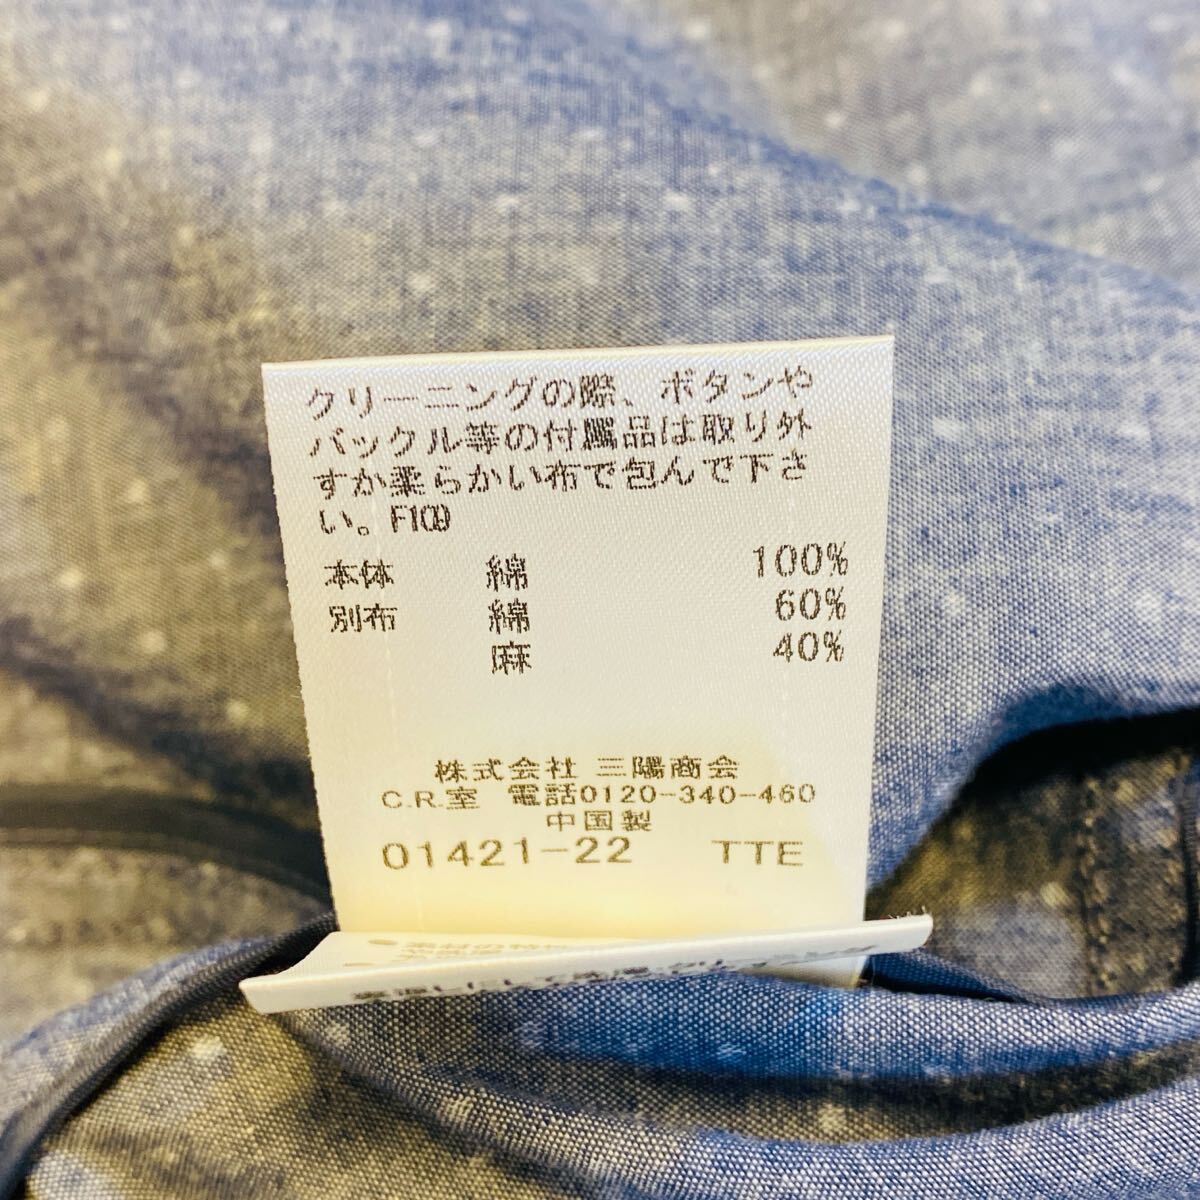 クリーニングの際、ボタンや
バックル等の付属品は取り外
すか柔らかい布で包んで下さ
い。F109
本体 綿 100%
別布 綿 60%
麻 40%
株式会社 三陽商会
C.R.室 電話0120-340-460
中国製
01421-22 TTE